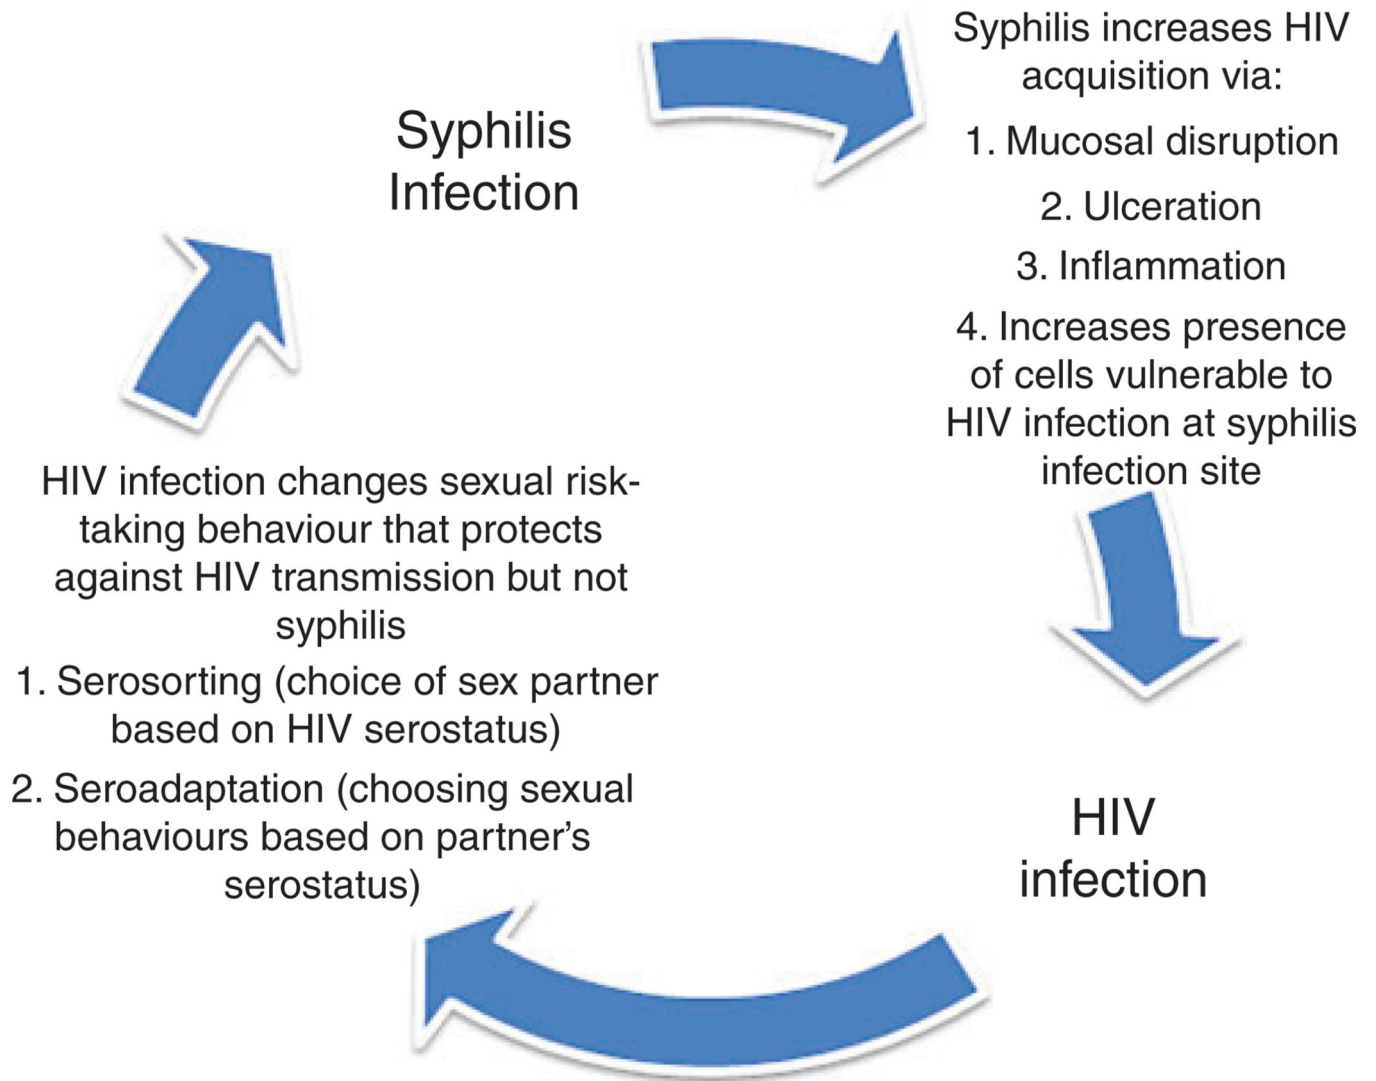 Syphilis
Infection
Syphilis increases HIV
acquisition via:
1. Mucosal disruption
2. Ulceration
3. Inflammation
4. Increases presence
of cells vulnerable to
HIV infection at syphilis
infection site
HIV
infection
HIV infection changes sexual risk-
taking behaviour that protects
against HIV transmission but not
syphilis
1. Serosorting (choice of sex partner
based on HIV serostatus)
2. Seroadaptation (choosing sexual
behaviours based on partner’s
serostatus)